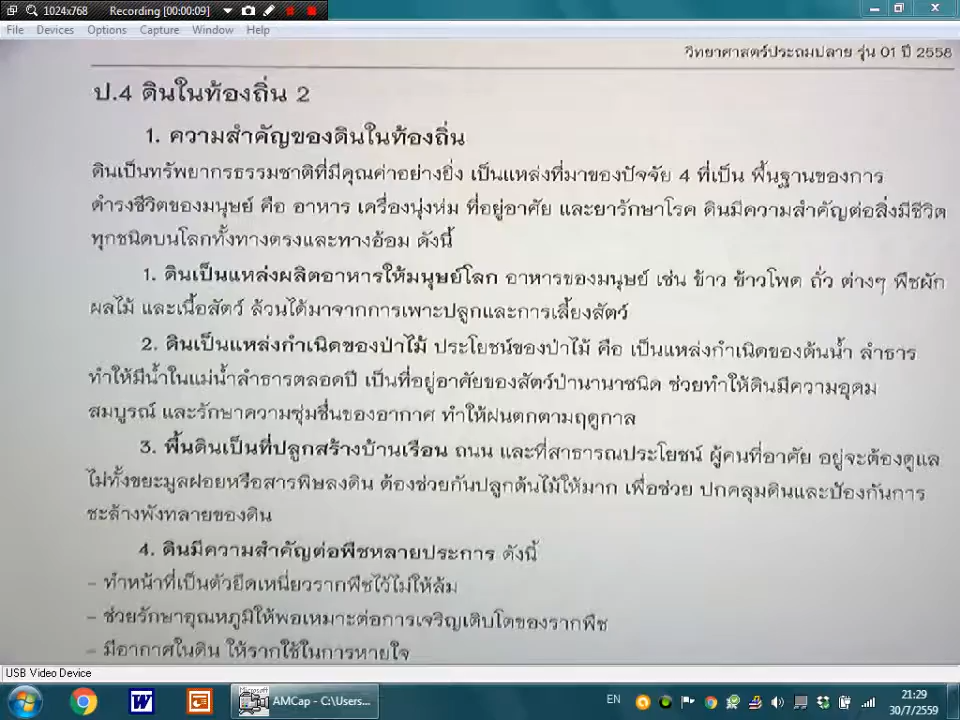 1024x768 Recording [00:00:09]
File Devices Options Capture Window Help
วิทยาศาสตร์ประถมปลาย รุ่น 01 ปี 2558
ป.4 ดินในท้องถิ่น 2
1. ความสำคัญของดินในท้องถิ่น
ดินเป็นทรัพยากรธรรมชาติที่มีคุณค่าอย่างยิ่ง เป็นแหล่งที่มาของปัจจัย 4 ที่เป็น พื้นฐานของการ
ดำรงชีวิตของมนุษย์ คือ อาหาร เครื่องนุ่งห่ม ที่อยู่อาศัย และยารักษาโรค ดินมีความสำคัญต่อสิ่งมีชีวิต
ทุกชนิดบนโลกทั้งทางตรงและทางอ้อม ดังนี้
1. ดินเป็นแหล่งผลิตอาหารให้มนุษย์โลก อาหารของมนุษย์ เช่น ข้าว ข้าวโพด ถั่ว ต่างๆ พืชผัก
ผลไม้ และเนื้อสัตว์ ล้วนได้มาจากการเพาะปลูกและการเลี้ยงสัตว์
2. ดินเป็นแหล่งกำเนิดของป่าไม้ ประโยชน์ของป่าไม้ คือ เป็นแหล่งกำเนิดของต้นน้ำ ลำธาร
ทำให้มีน้ำในแม่น้ำลำธารตลอดปี เป็นที่อยู่อาศัยของสัตว์ป่านานาชนิด ช่วยทำให้ดินมีความอุดม
สมบูรณ์ และรักษาความชุ่มชื่นของอากาศ ทำให้ฝนตกตามฤดูกาล
3. พื้นดินเป็นที่ปลูกสร้างบ้านเรือน ถนน และที่สาธารณประโยชน์ ผู้คนที่อาศัย อยู่จะต้องดูแล
ไม่ทั้งขยะมูลฝอยหรือสารพิษลงดิน ต้องช่วยกันปลูกต้นไม้ให้มาก เพื่อช่วย ปกคลุมดินและป้องกันการ
ชะล้างพังทลายของดิน
4. ดินมีความสำคัญต่อพืชหลายประการ ดังนี้
– ทำหน้าที่เป็นตัวยึดเหนี่ยวรากพืชไว้ไม่ให้ล้ม
– ช่วยรักษาอุณหภูมิให้พอเหมาะต่อการเจริญเติบโตของรากพืช
– มีอากาศในดิน ให้รากใช้ในการหายใจ
USB Video Device
AMCap - C:\Users... EN 21:29
30/7/2559